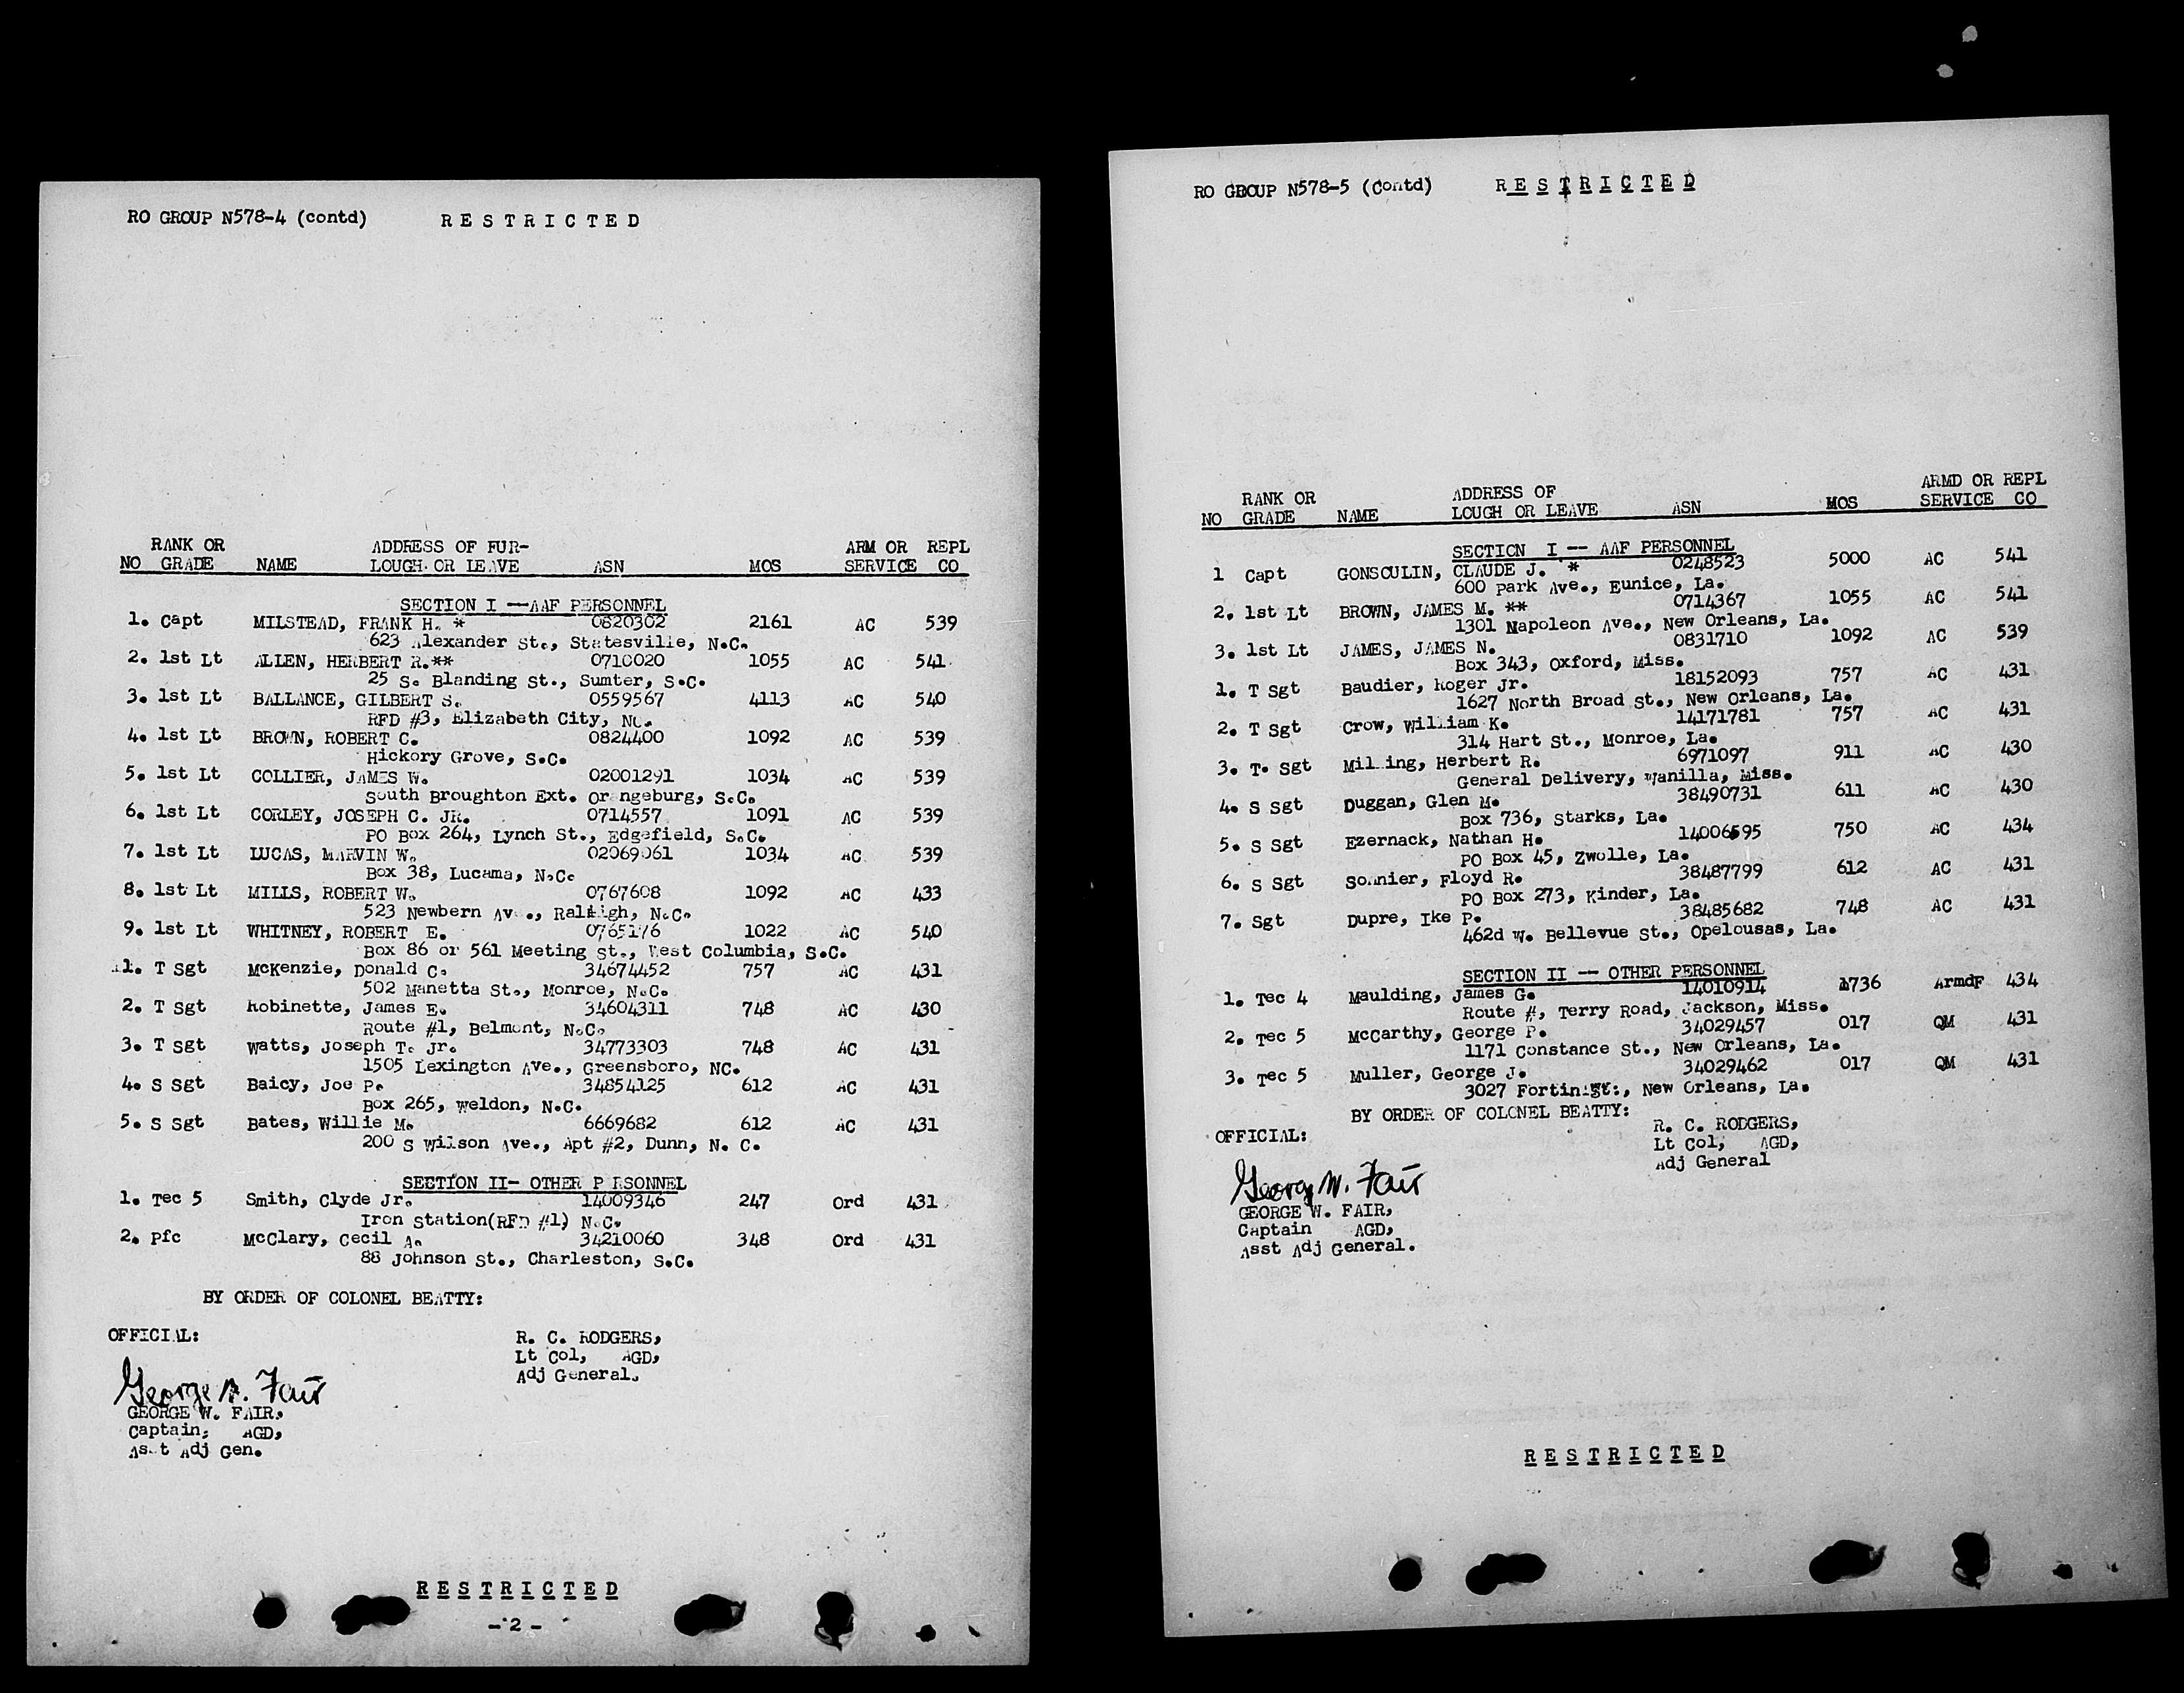 RO GROUP N578-4 (contd) R E S T R I C T E D
RANK OR ADDRESS OF FUR- ARM OR REPL
NO GRADE NAME LOUGH OR LEAVE ASN MOS SERVICE CO
SECTION I --AAF PERSONNEL
1. Capt MILSTEAD, FRANK H. * 0820302 2161 AC 539
623 Alexander St., Statesville, N.C.
2. 1st Lt ALLEN, HERBERT R.** 0710020 1055 AC 541
25 S. Blanding St., Sumter, S.C.
3. 1st Lt BALLANCE, GILBERT S. 0559567 4113 AC 540
RFD #3, Elizabeth City, NC.
4. 1st Lt BROWN, ROBERT C. 0824400 1092 AC 539
Hickory Grove, S.C.
5. 1st Lt COLLIER, JAMES W. 02001291 1034 AC 539
South Broughton Ext. Orangeburg, S.C.
6. 1st Lt CORLEY, JOSEPH C. JR. 0714557 1091 AC 539
PO Box 264, Lynch St., Edgefield, S.C.
7. 1st Lt LUCAS, MARVIN W. 02069061 1034 AC 539
Box 38, Lucama, N.C.
8. 1st Lt MILLS, ROBERT W. 0767608 1092 AC 433
523 Newbern Ave., Raleigh, N.C.
9. 1st Lt WHITNEY, ROBERT E. 0765176 1022 AC 540
Box 86 or 561 Meeting St., West Columbia, S.C.
1. T Sgt McKenzie, Donald C. 34674452 757 AC 431
502 Manetta St., Monroe, N.C.
2. T Sgt Robinette, James E. 34604311 748 AC 430
Route #1, Belmont, N.C.
3. T Sgt Watts, Joseph T. Jr. 34773303 748 AC 431
1505 Lexington Ave., Greensboro, NC.
4. S Sgt Baicy, Joe P. 34854125 612 AC 431
Box 265, Weldon, N.C.
5. S Sgt Bates, Willie M. 6669682 612 AC 431
200 S Wilson Ave., Apt #2, Dunn, N. C.
SECTION II- OTHER PERSONNEL
1. Tec 5 Smith, Clyde Jr. 14009346 247 Ord 431
Iron Station(RFD #1) N.C.
2. Pfc McClary, Cecil A. 34210060 348 Ord 431
88 Johnson St., Charleston, S.C.
BY ORDER OF COLONEL BEATTY:
OFFICIAL:
R. C. RODGERS,
Lt Col, AGD,
Adj General.
George W. Fair
GEORGE W. FAIR,
Captain, AGD,
Asst Adj Gen.
R E S T R I C T E D
- 2 -
RO GROUP N578-5 (Contd) R E S T R I C T E D
RANK OR ADDRESS OF ARMD OR REPL
NO GRADE NAME LOUGH OR LEAVE ASN MOS SERVICE CO
SECTION I -- AAF PERSONNEL
1 Capt GONSOULIN, CLAUDE J. * 0248523 5000 AC 541
600 Park Ave., Eunice, La.
2. 1st Lt BROWN, JAMES M. ** 0714367 1055 AC 541
1301 Napoleon Ave., New Orleans, La.
3. 1st Lt JAMES, JAMES N. 0831710 1092 AC 539
Box 343, Oxford, Miss.
1. T Sgt Baudier, Roger Jr. 18152093 757 AC 431
1627 North Broad St., New Orleans, La.
2. T Sgt Crow, William K. 14171781 757 AC 431
314 Hart St., Monroe, La.
3. T. Sgt Milling, Herbert R. 6971097 911 AC 430
General Delivery, Wanilla, Miss.
4. S Sgt Duggan, Glen M. 38490731 611 AC 430
Box 736, Starks, La.
5. S Sgt Ezernack, Nathan H. 14006595 750 AC 434
PO Box 45, Zwolle, La.
6. S Sgt Sonnier, Floyd R. 38487799 612 AC 431
PO Box 273, Kinder, La.
7. Sgt Dupre, Ike P. 38485682 748 AC 431
462d W. Bellevue St., Opelousas, La.
SECTION II -- OTHER PERSONNEL
1. Tec 4 Maulding, James G. 14010914 1736 ArmdF 434
Route #, Terry Road, Jackson, Miss.
2. Tec 5 McCarthy, George P. 34029457 017 QM 431
1171 Constance St., New Orleans, La.
3. Tec 5 Muller, George J. 34029462 017 QM 431
3027 Fortin St., New Orleans, La.
BY ORDER OF COLONEL BEATTY:
OFFICIAL:
R. C. RODGERS,
Lt Col, AGD,
Adj General
George W. Fair
GEORGE W. FAIR,
Captain AGD,
Asst Adj General.
R E S T R I C T E D